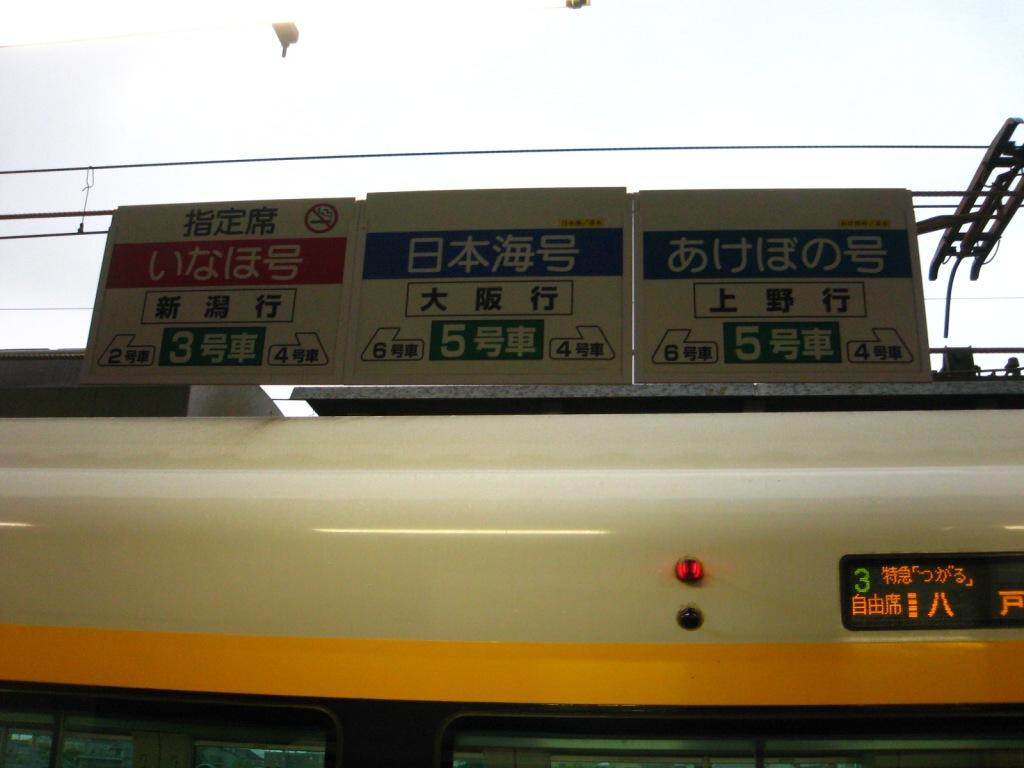 指定席
いなほ号
新潟行
2号車 3号車 4号車
日本海号
大阪行
6号車 5号車 4号車
あけぼの号
上野行
6号車 5号車 4号車
3 特急「つがる」
自由席 八戸